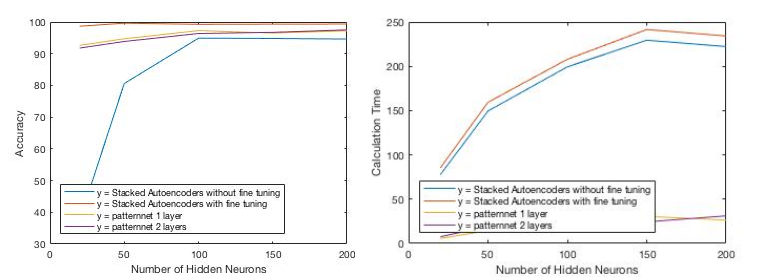 100
90
80
70
60
50
40
30
Accuracy
y = Stacked Autoencoders without fine tuning
y = Stacked Autoencoders with fine tuning
y = patternnet 1 layer
y = patternnet 2 layers
0 50 100 150 200
Number of Hidden Neurons
250
200
150
100
50
0
Calculation Time
y = Stacked Autoencoders without fine tuning
y = Stacked Autoencoders with fine tuning
y = patternnet 1 layer
y = patternnet 2 layers
0 50 100 150 200
Number of Hidden Neurons